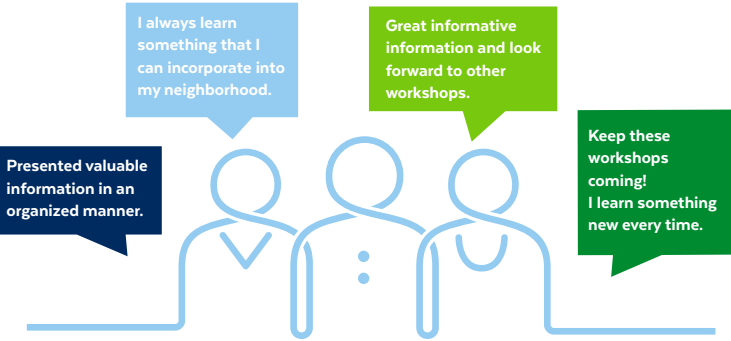 I always learn
something that I
can incorporate into
my neighborhood.
Great informative
information and look
forward to other
workshops.
Presented valuable
information in an
organized manner.
Keep these
workshops
coming!
I learn something
new every time.